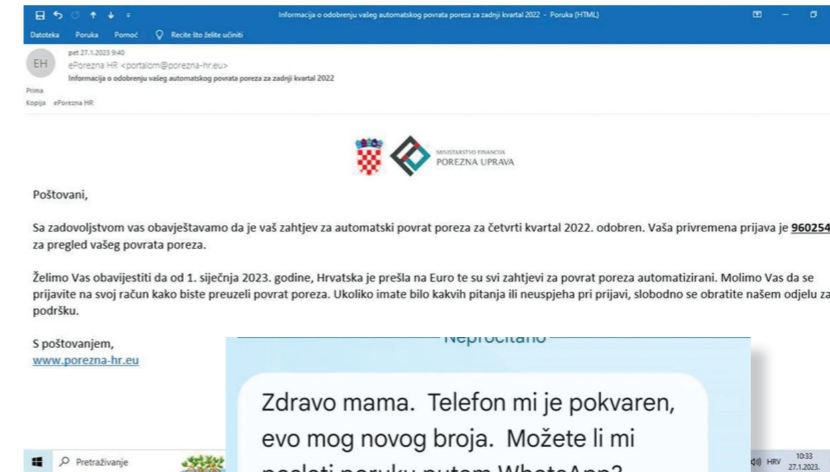 Informacija o odobrenju vašeg automatskog povrata poreza za zadnji kvartal 2022 - Poruka (HTML)
Datoteka Poruka Pomoć Recite što želite učiniti
EH
pet 27.1.2023 9:40
ePorezna HR <portalom@porezna-hr.eu>
Informacija o odobrenju vašeg automatskog povrata poreza za zadnji kvartal 2022
Prima
Kopija ePorezna HR
MINISTARSTVO FINANCIJA
POREZNA UPRAVA
Poštovani,
Sa zadovoljstvom vas obavještavamo da je vaš zahtjev za automatski povrat poreza za četvrti kvartal 2022. odobren. Vaša privremena prijava je 960254
za pregled vašeg povrata poreza.
Želimo Vas obavijestiti da od 1. siječnja 2023. godine, Hrvatska je prešla na Euro te su svi zahtjevi za povrat poreza automatizirani. Molimo Vas da se
prijavite na svoj račun kako biste preuzeli povrat poreza. Ukoliko imate bilo kakvih pitanja ili neuspjeha pri prijavi, slobodno se obratite našem odjelu za
podršku.
S poštovanjem,
www.porezna-hr.eu
Nepročitano
Zdravo mama. Telefon mi je pokvaren,
evo mog novog broja. Možete li mi
poslati poruku putem WhatsApp?
Pretraživanje
HRV
10:33
27.1.2023.